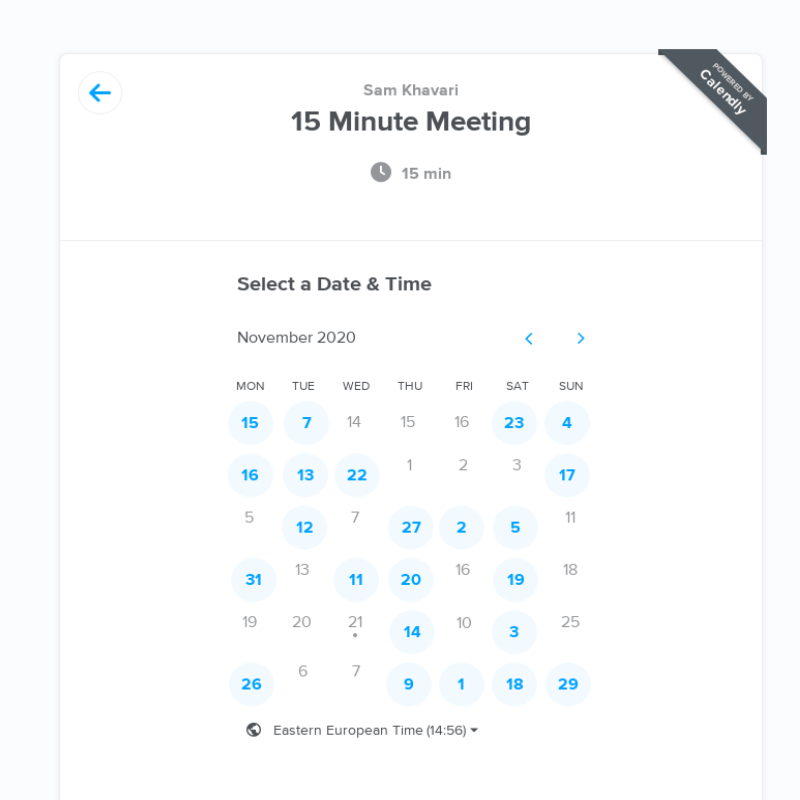 POWERED BY
Calendly
Sam Khavari
15 Minute Meeting
15 min
Select a Date & Time
November 2020
MON TUE WED THU FRI SAT SUN
15 7 14 15 16 23 4
16 13 22 1 2 3 17
5 12 7 27 2 5 11
31 13 11 20 16 19 18
19 20 21 14 10 3 25
26 6 7 9 1 18 29
Eastern European Time (14:56)